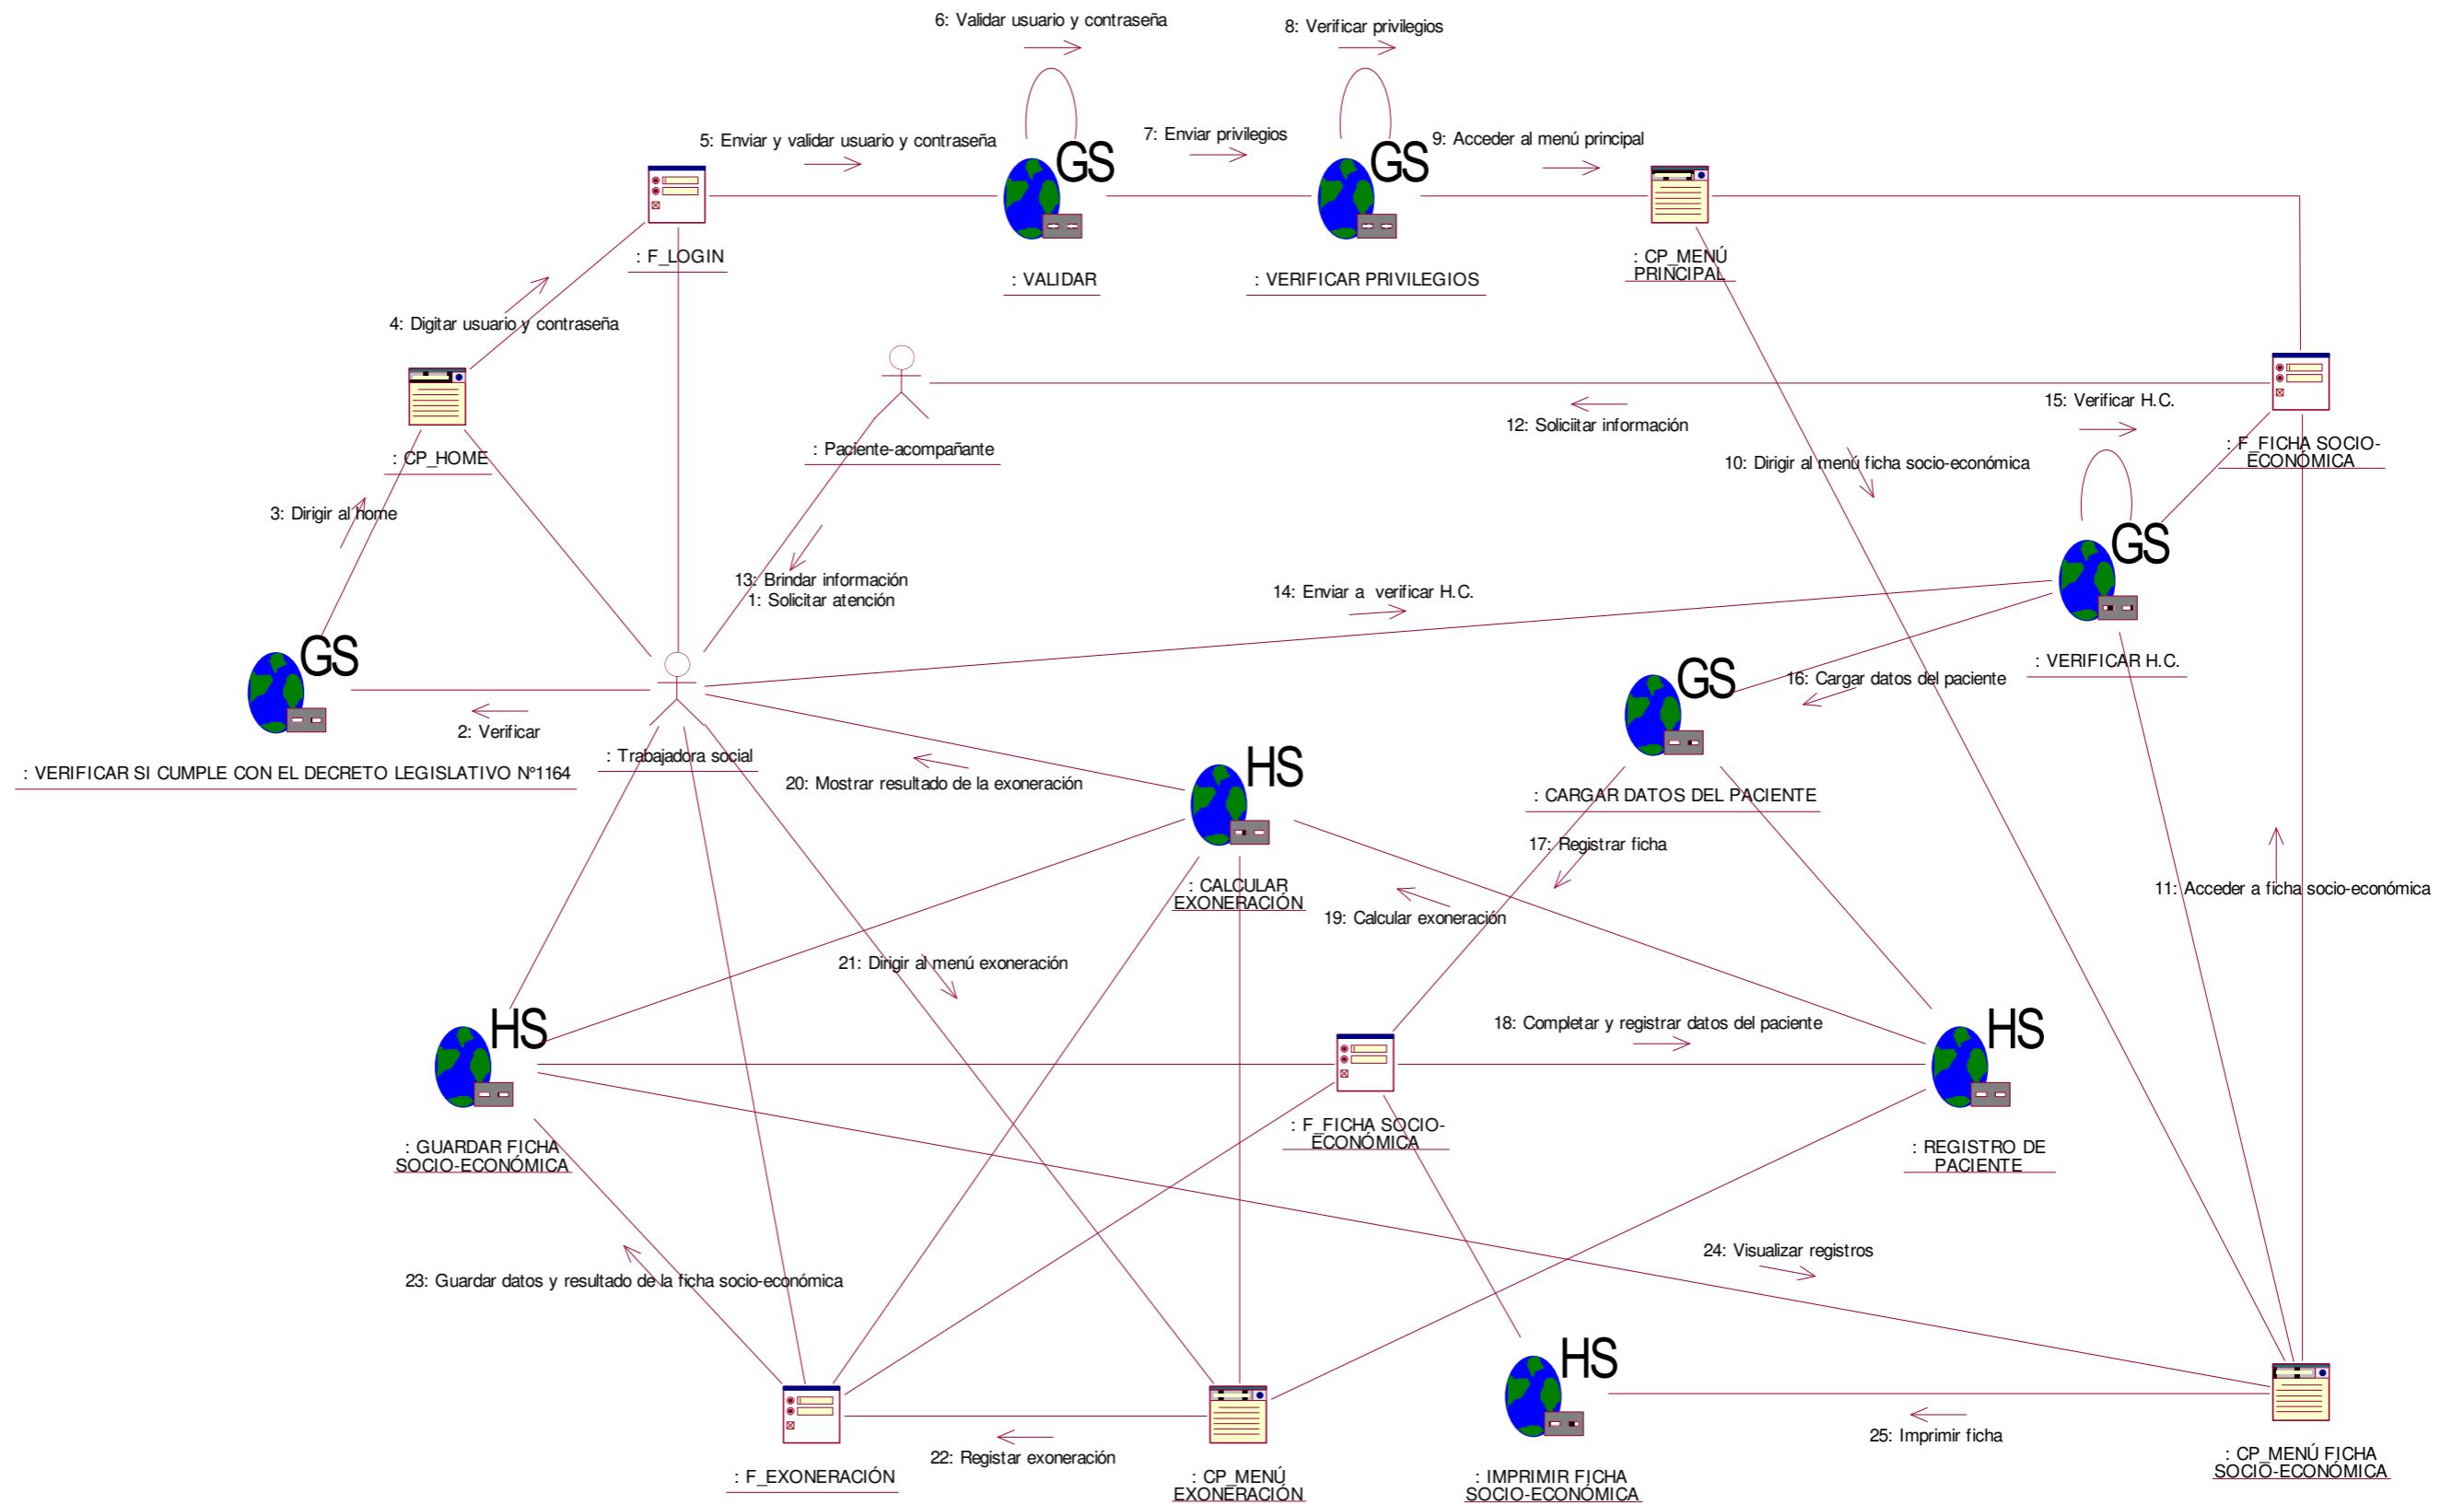 6: Validar usuario y contraseña
8: Verificar privilegios
5: Enviar y validar usuario y contraseña
7: Enviar privilegios
9: Acceder al menú principal
GS
GS
: F_LOGIN
: VALIDAR
: VERIFICAR PRIVILEGIOS
: CP_MENÚ
PRINCIPAL
4: Digitar usuario y contraseña
15: Verificar H.C.
12: Soliciitar información
: F_FICHA SOCIO-
ECONÓMICA
: Paciente-acompañante
: CP_HOME
10: Dirigir al menú ficha socio-económica
3: Dirigir al home
GS
13: Brindar información
1: Solicitar atención
14: Enviar a verificar H.C.
GS
: VERIFICAR H.C.
GS
16: Cargar datos del paciente
2: Verificar
: Trabajadora social
: VERIFICAR SI CUMPLE CON EL DECRETO LEGISLATIVO Nº1164
20: Mostrar resultado de la exoneración
HS
: CARGAR DATOS DEL PACIENTE
17: Registrar ficha
: CALCULAR
EXONERACIÓN
11: Acceder a ficha socio-económica
19: Calcular exoneración
21: Dirigir al menú exoneración
HS
18: Completar y registrar datos del paciente
HS
: GUARDAR FICHA
SOCIO-ECONÓMICA
: F_FICHA SOCIO-
ECONÓMICA
: REGISTRO DE
PACIENTE
24: Visualizar registros
23: Guardar datos y resultado de la ficha socio-económica
HS
25: Imprimir ficha
22: Registar exoneración
: F_EXONERACIÓN
: CP_MENÚ
EXONERACIÓN
: IMPRIMIR FICHA
SOCIO-ECONÓMICA
: CP_MENÚ FICHA
SOCIO-ECONÓMICA